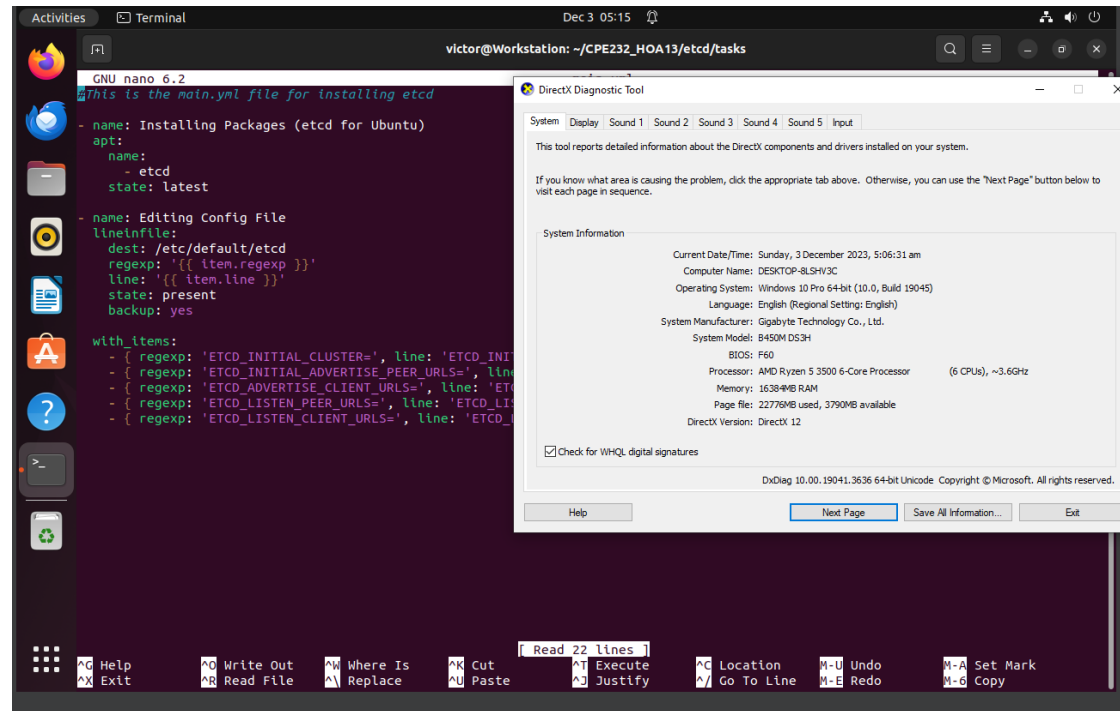 Activities Terminal Dec 3 05:15
victor@Workstation: ~/CPE232_HOA13/etcd/tasks
GNU nano 6.2
#This is the main.yml file for installing etcd
- name: Installing Packages (etcd for Ubuntu)
apt:
name:
- etcd
state: latest
- name: Editing Config File
lineinfile:
dest: /etc/default/etcd
regexp: '{{ item.regexp }}'
line: '{{ item.line }}'
state: present
backup: yes
with_items:
- { regexp: 'ETCD_INITIAL_CLUSTER=', line: 'ETCD_INIT
- { regexp: 'ETCD_INITIAL_ADVERTISE_PEER_URLS=', line
- { regexp: 'ETCD_ADVERTISE_CLIENT_URLS=', line: 'ETC
- { regexp: 'ETCD_LISTEN_PEER_URLS=', line: 'ETCD_LIS
- { regexp: 'ETCD_LISTEN_CLIENT_URLS=', line: 'ETCD_L
DirectX Diagnostic Tool
System Display Sound 1 Sound 2 Sound 3 Sound 4 Sound 5 Input
This tool reports detailed information about the DirectX components and drivers installed on your system.
If you know what area is causing the problem, click the appropriate tab above. Otherwise, you can use the "Next Page" button below to
visit each page in sequence.
System Information
Current Date/Time: Sunday, 3 December 2023, 5:06:31 am
Computer Name: DESKTOP-8LSHV3C
Operating System: Windows 10 Pro 64-bit (10.0, Build 19045)
Language: English (Regional Setting: English)
System Manufacturer: Gigabyte Technology Co., Ltd.
System Model: B450M DS3H
BIOS: F60
Processor: AMD Ryzen 5 3500 6-Core Processor (6 CPUs), ~3.6GHz
Memory: 16384MB RAM
Page file: 22776MB used, 3790MB available
DirectX Version: DirectX 12
Check for WHQL digital signatures
DxDiag 10.00.19041.3636 64-bit Unicode Copyright © Microsoft. All rights reserved.
Help Next Page Save All Information... Exit
[ Read 22 lines ]
^G Help ^O Write Out ^W Where Is ^K Cut ^T Execute ^C Location M-U Undo M-A Set Mark
^X Exit ^R Read File ^\ Replace ^U Paste ^J Justify ^/ Go To Line M-E Redo M-6 Copy